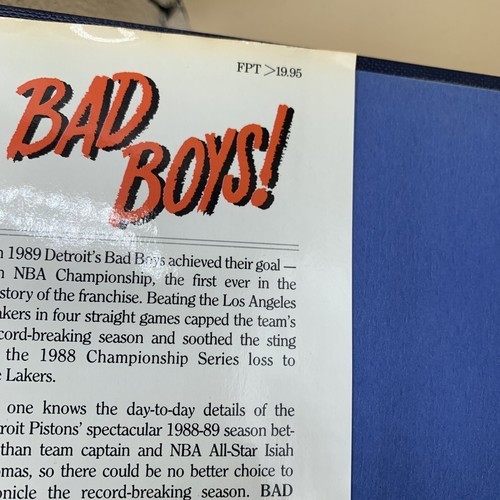 FPT >19.95
BAD
BOYS!
n 1989 Detroit's Bad Boys achieved their goal —
n NBA Championship, the first ever in the
story of the franchise. Beating the Los Angeles
akers in four straight games capped the team's
cord-breaking season and soothed the sting
the 1988 Championship Series loss to
e Lakers.
one knows the day-to-day details of the
roit Pistons' spectacular 1988-89 season bet-
than team captain and NBA All-Star Isiah
omas, so there could be no better choice to
onicle the record-breaking season. BAD